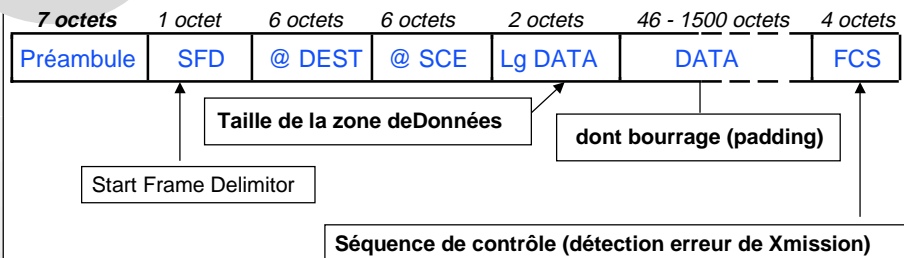 7 octets 1 octet 6 octets 6 octets 2 octets 46 - 1500 octets 4 octets
Préambule SFD @ DEST @ SCE Lg DATA DATA FCS
Taille de la zone deDonnées
dont bourrage (padding)
Start Frame Delimitor
Séquence de contrôle (détection erreur de Xmission)